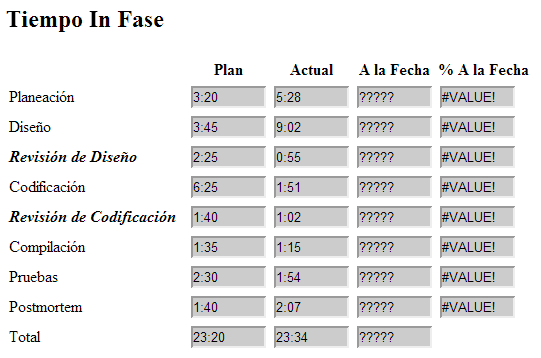 Tiempo In Fase
Plan Actual A la Fecha % A la Fecha
Planeación 3:20 5:28 ????? #VALUE!
Diseño 3:45 9:02 ????? #VALUE!
Revisión de Diseño 2:25 0:55 ????? #VALUE!
Codificación 6:25 1:51 ????? #VALUE!
Revisión de Codificación 1:40 1:02 ????? #VALUE!
Compilación 1:35 1:15 ????? #VALUE!
Pruebas 2:30 1:54 ????? #VALUE!
Postmortem 1:40 2:07 ????? #VALUE!
Total 23:20 23:34 ?????